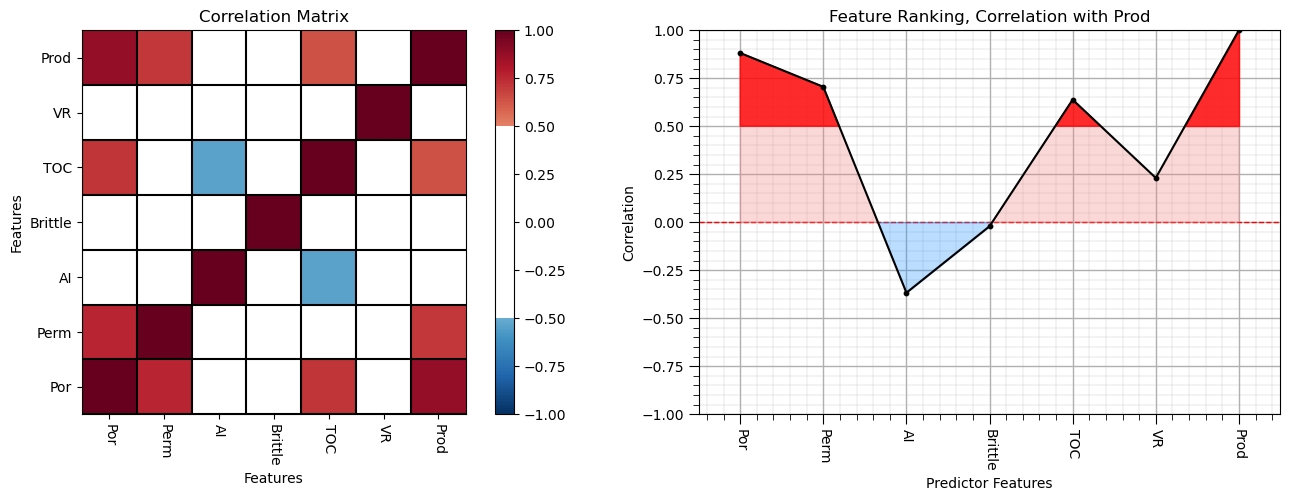 Correlation Matrix
Features
Prod
VR
TOC
Brittle
AI
Perm
Por
Por
Perm
AI
Brittle
TOC
VR
Prod
Features
1.00
0.75
0.50
0.25
0.00
−0.25
−0.50
−0.75
−1.00
Feature Ranking, Correlation with Prod
Correlation
1.00
0.75
0.50
0.25
0.00
−0.25
−0.50
−0.75
−1.00
Por
Perm
AI
Brittle
TOC
VR
Prod
Predictor Features